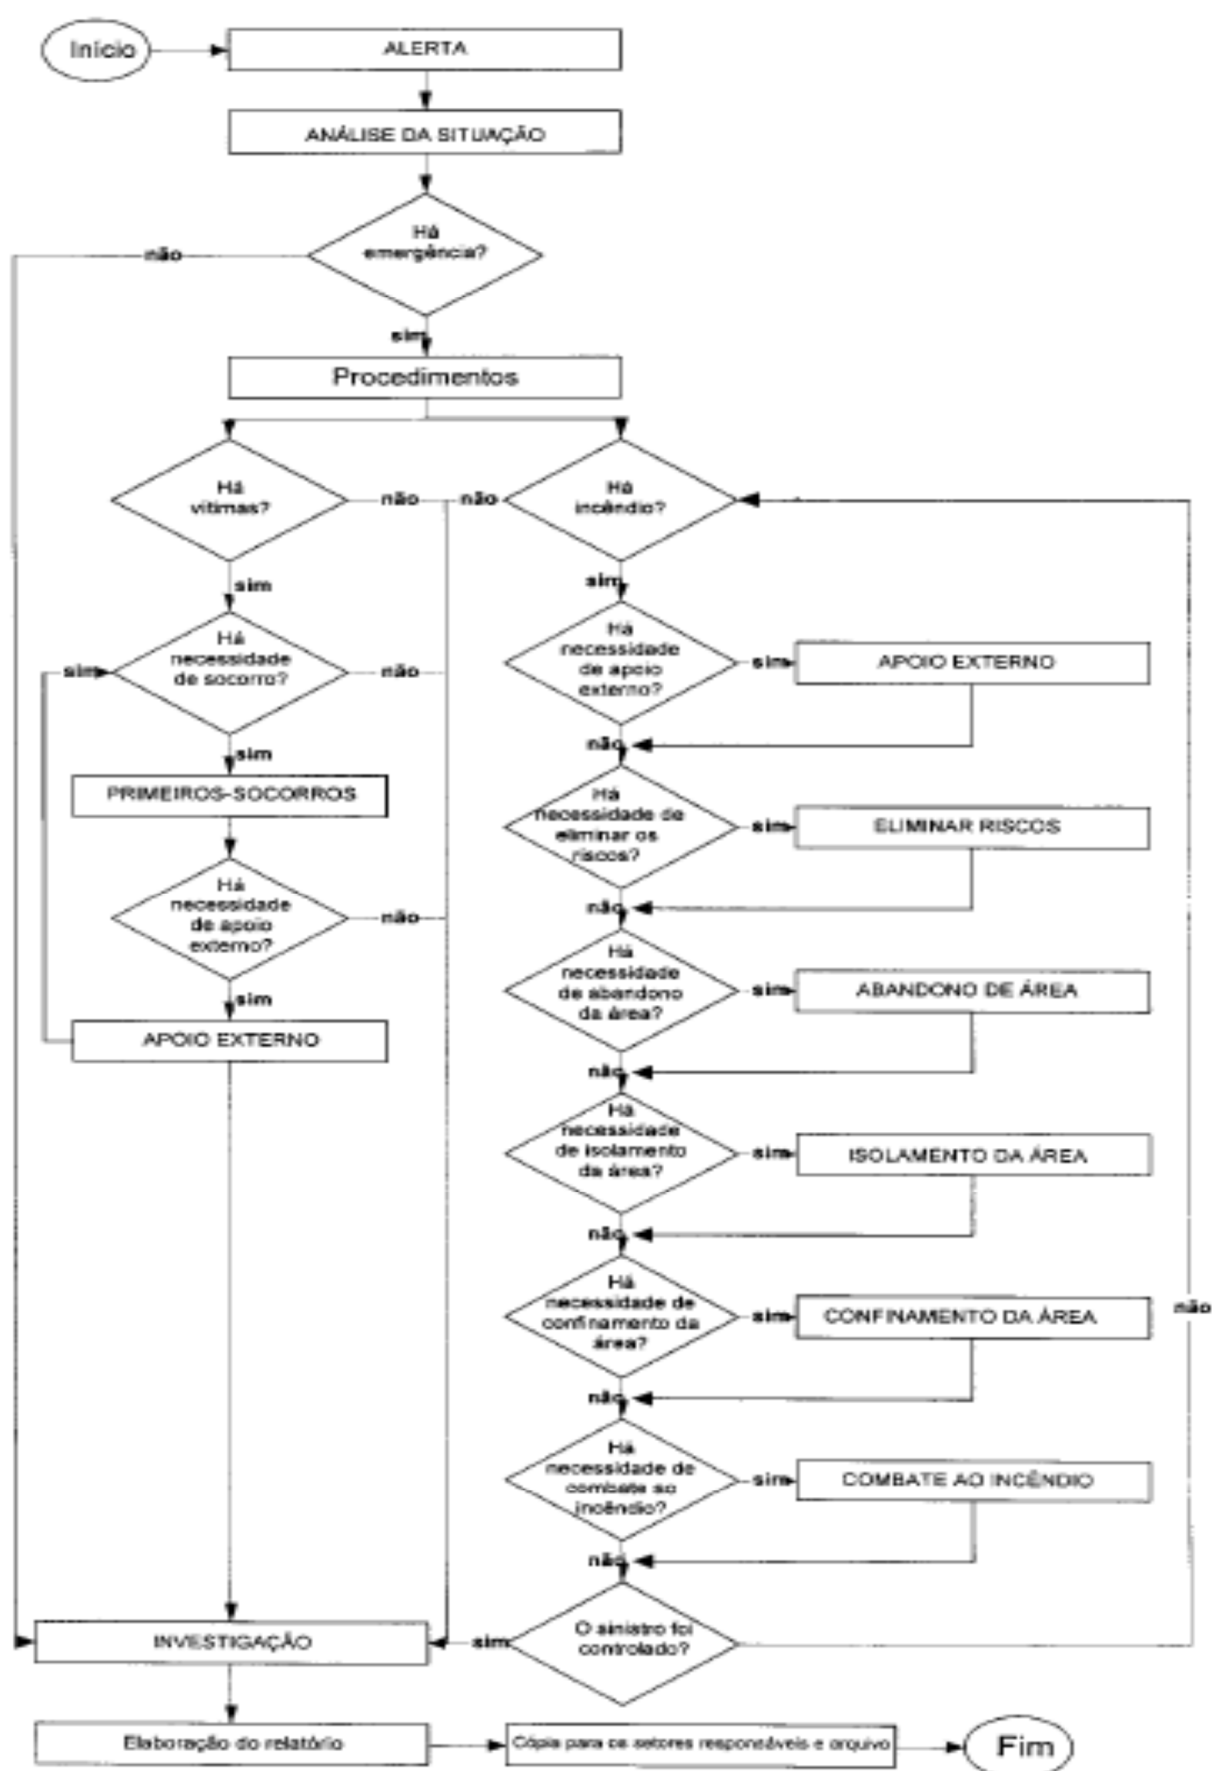 Início
ALERTA
ANÁLISE DA SITUAÇÃO
Há
emergência?
não
sim
Procedimentos
Há
vítimas?
não
não
Há
incêndio?
sim
sim
Há
necessidade
de socorro?
sim
não
Há
necessidade
de apoio
externo?
sim
APOIO EXTERNO
sim
não
PRIMEIROS-SOCORROS
Há
necessidade de
eliminar os
riscos?
sim
ELIMINAR RISCOS
Há
necessidade
de apoio
externo?
não
não
Há
necessidade
de abandono
da área?
sim
ABANDONO DE ÁREA
sim
APOIO EXTERNO
não
Há
necessidade
de isolamento
da área?
sim
ISOLAMENTO DA ÁREA
não
Há
necessidade de
confinamento da
área?
sim
CONFINAMENTO DA ÁREA
não
não
Há
necessidade de
combate ao
incêndio?
sim
COMBATE AO INCÊNDIO
não
O sinistro foi
controlado?
sim
INVESTIGAÇÃO
Elaboração do relatório
Cópia para os setores responsáveis e arquivo
Fim